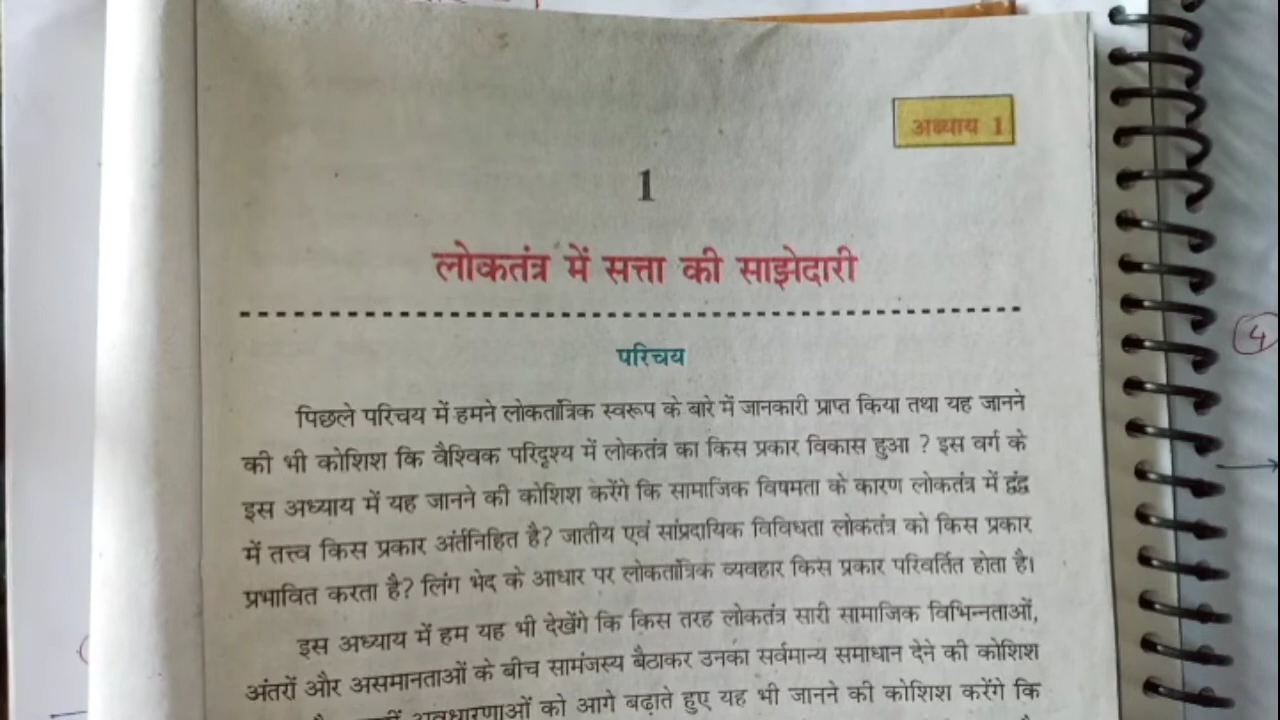 अध्याय 1
1
लोकतंत्र में सत्ता की साझेदारी
परिचय
पिछले परिचय में हमने लोकतांत्रिक स्वरूप के बारे में जानकारी प्राप्त किया तथा यह जानने
की भी कोशिश कि वैश्विक परिदृश्य में लोकतंत्र का किस प्रकार विकास हुआ ? इस वर्ग के
इस अध्याय में यह जानने की कोशिश करेंगे कि सामाजिक विषमता के कारण लोकतंत्र में द्वंद्व
में तत्त्व किस प्रकार अंर्तनिहित है? जातीय एवं सांप्रदायिक विविधता लोकतंत्र को किस प्रकार
प्रभावित करता है? लिंग भेद के आधार पर लोकतांत्रिक व्यवहार किस प्रकार परिवर्तित होता है।
इस अध्याय में हम यह भी देखेंगे कि किस तरह लोकतंत्र सारी सामाजिक विभिन्नताओं,
अंतरों और असमानताओं के बीच सामंजस्य बैठाकर उनका सर्वमान्य समाधान देने की कोशिश
अवधारणाओं को आगे बढ़ाते हुए यह भी जानने की कोशिश करेंगे कि
4